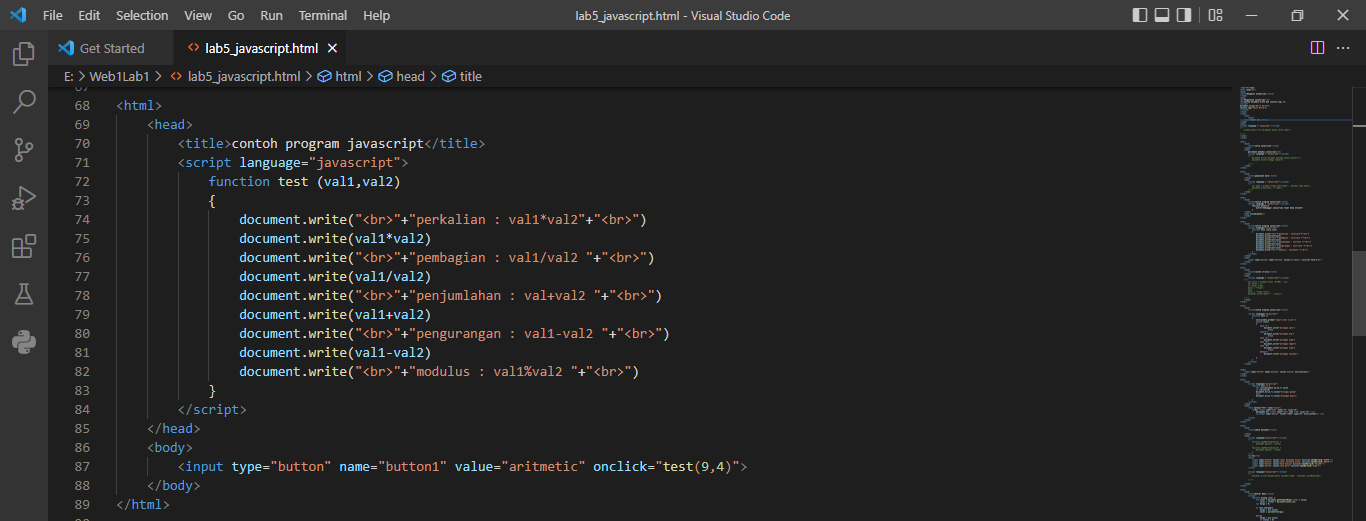 File Edit Selection View Go Run Terminal Help lab5_javascript.html - Visual Studio Code
Get Started lab5_javascript.html
E: > Web1Lab1 > lab5_javascript.html > html > head > title
67
68 <html>
69 <head>
70 <title>contoh program javascript</title>
71 <script language="javascript">
72 function test (val1,val2)
73 {
74 document.write("<br>"+"perkalian : val1*val2"+"<br>")
75 document.write(val1*val2)
76 document.write("<br>"+"pembagian : val1/val2 "+"<br>")
77 document.write(val1/val2)
78 document.write("<br>"+"penjumlahan : val+val2 "+"<br>")
79 document.write(val1+val2)
80 document.write("<br>"+"pengurangan : val1-val2 "+"<br>")
81 document.write(val1-val2)
82 document.write("<br>"+"modulus : val1%val2 "+"<br>")
83 }
84 </script>
85 </head>
86 <body>
87 <input type="button" name="button1" value="aritmetic" onclick="test(9,4)">
88 </body>
89 </html>